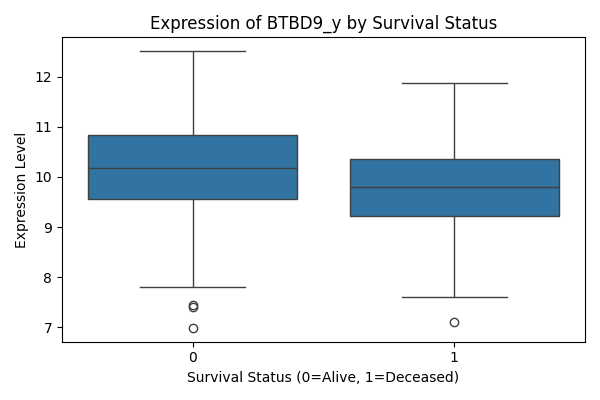 Expression of BTBD9_y by Survival Status
Expression Level
12
11
10
9
8
7
0
1
Survival Status (0=Alive, 1=Deceased)